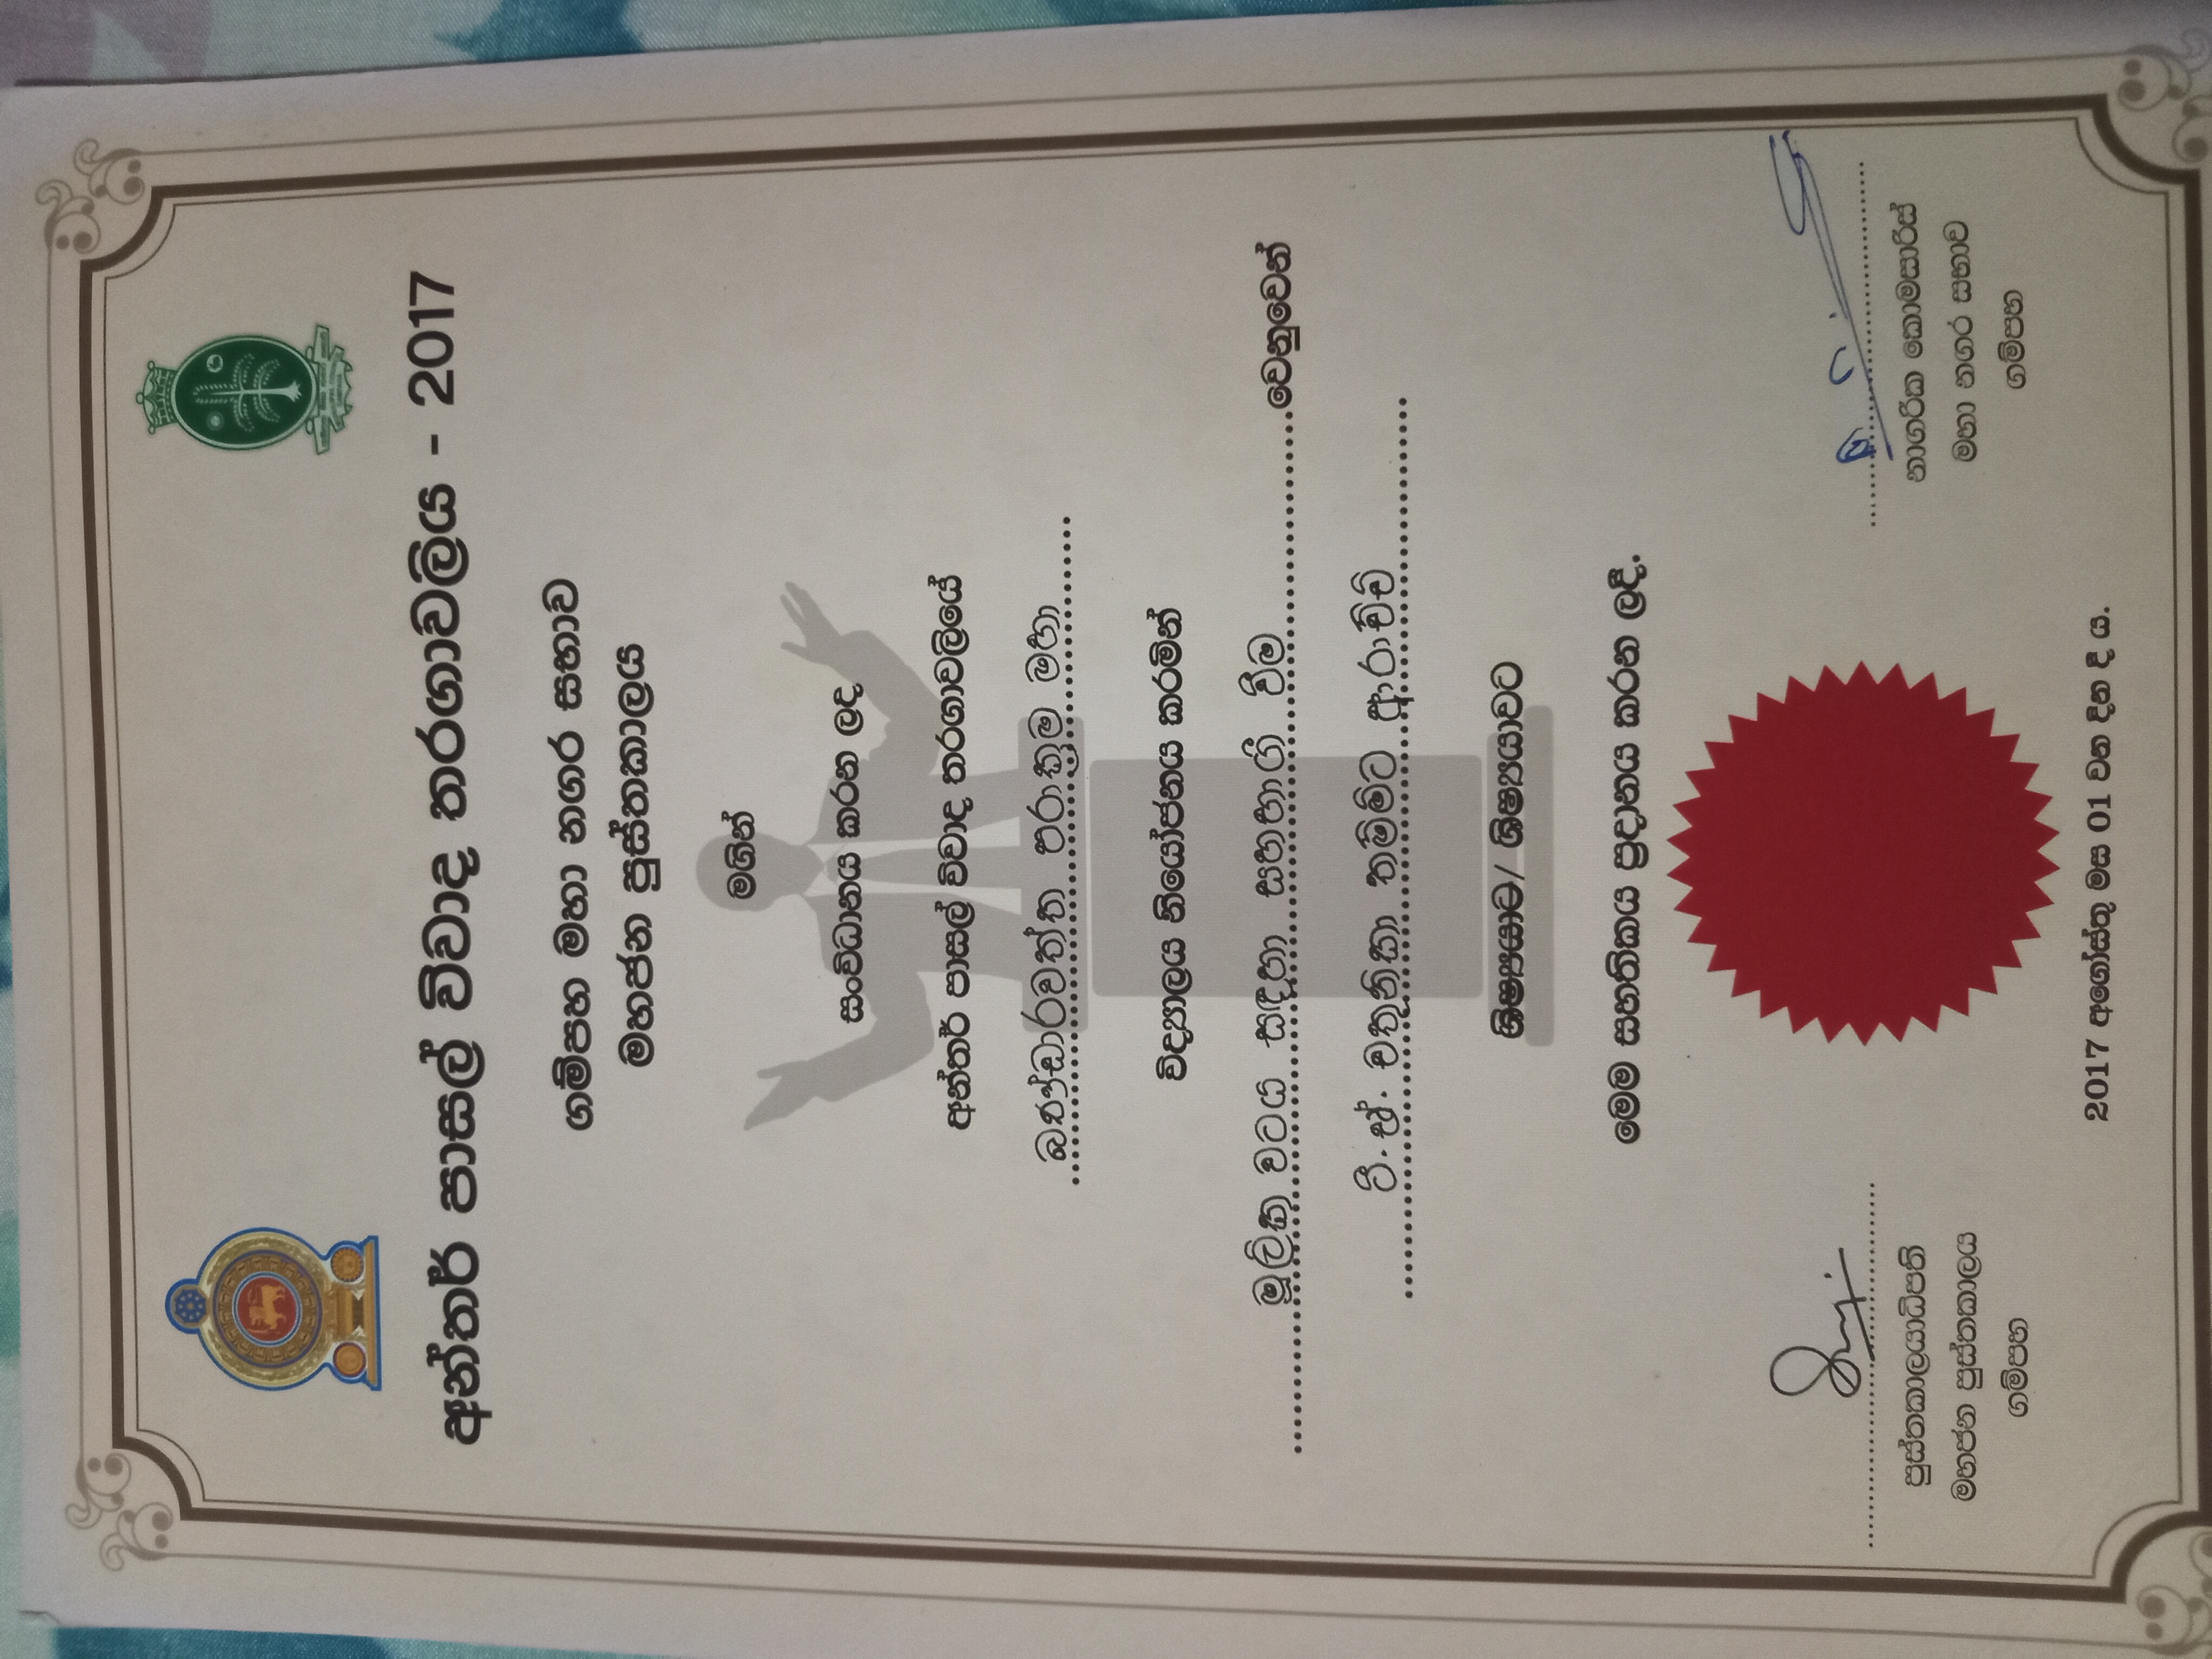 අන්තර් පාසල් විවාද තරගාවලිය - 2017
ගම්පහ මහා නගර සභාව
මහජන පුස්තකාලය
මගින්
සංවිධානය කරන ලද
අන්තර් පාසල් විවාද තරගාවලියේ
බණ්ඩාරවත්ත පරාක්‍රම මහා
විද්‍යාලය නියෝජනය කරමින්
මූලික වටය සඳහා සහභාගී වීම වෙනුවෙන්
ටී. ඒ. චතුනිකා තම්මිට ආරච්චි
ශිෂ්‍යයාට/ ශිෂ්‍යයාවට
මෙම සහතිකය ප්‍රදානය කරන ලදී.
පුස්තකාලයාධිපති
මහජන පුස්තකාලය
ගම්පහ
නාගරික කොමසාරිස්
මහා නගර සභාව
ගම්පහ
2017 අගෝස්තු මස 01 වන දින දී ය.